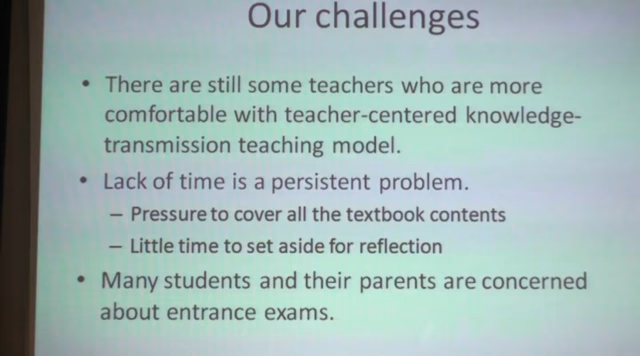 Our challenges
• There are still some teachers who are more
comfortable with teacher-centered knowledge-
transmission teaching model.
• Lack of time is a persistent problem.
– Pressure to cover all the textbook contents
– Little time to set aside for reflection
• Many students and their parents are concerned
about entrance exams.